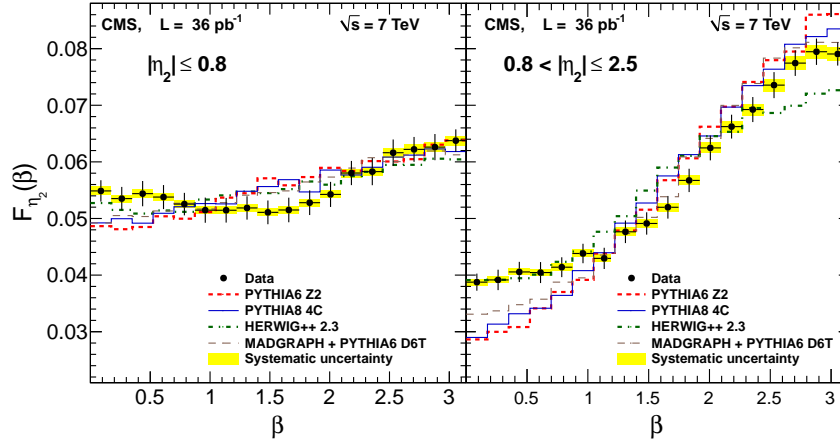 CMS, L = 36 pb⁻¹ √s = 7 TeV
|η₂| ≤ 0.8
Data
PYTHIA6 Z2
PYTHIA8 4C
HERWIG++ 2.3
MADGRAPH + PYTHIA6 D6T
Systematic uncertainty
F_η₂(β)
0.08
0.07
0.06
0.05
0.04
0.03
0.5 1 1.5 2 2.5 3
β
CMS, L = 36 pb⁻¹ √s = 7 TeV
0.8 < |η₂| ≤ 2.5
Data
PYTHIA6 Z2
PYTHIA8 4C
HERWIG++ 2.3
MADGRAPH + PYTHIA6 D6T
Systematic uncertainty
0.5 1 1.5 2 2.5 3
β